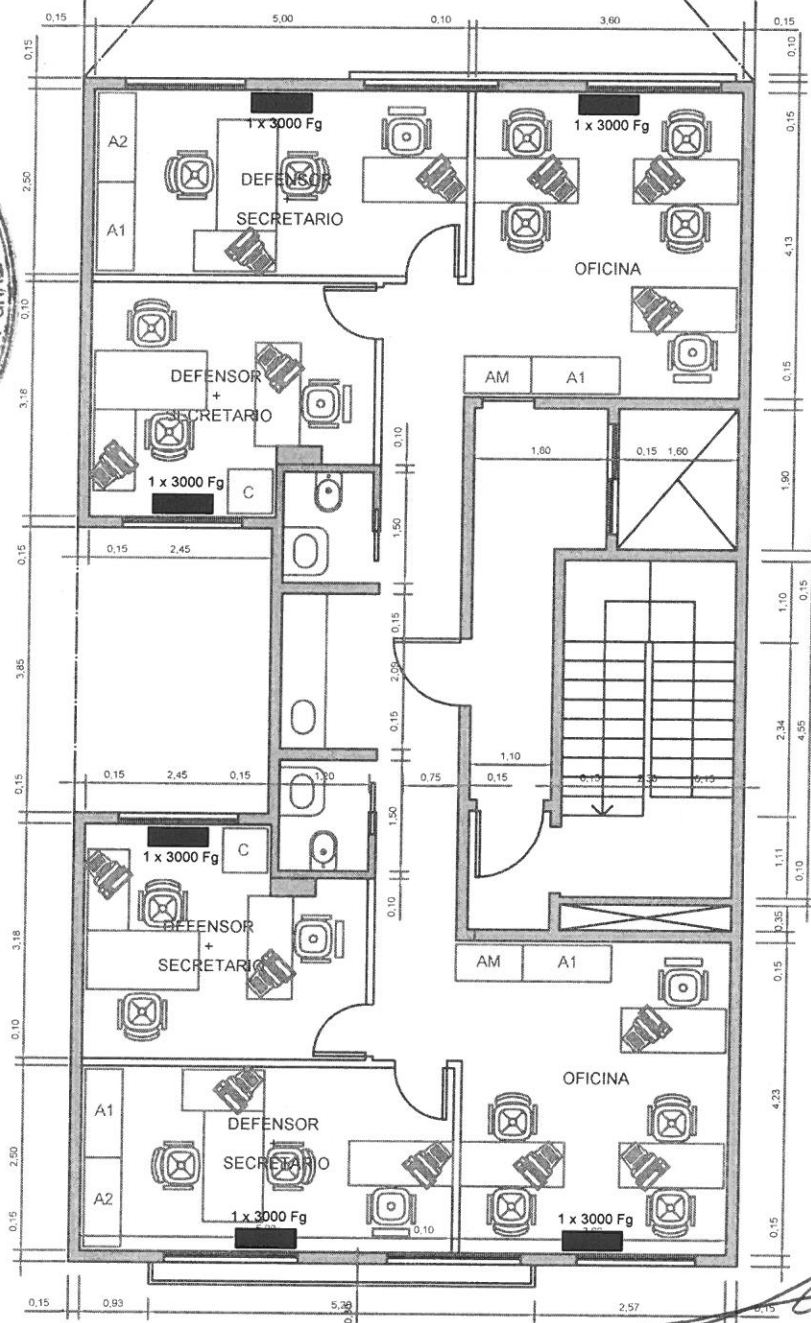 0,15 5,00 0,10 3,60 0,15
0,15
0,10
1 x 3000 Fg
1 x 3000 Fg
0,15
A2
DEFENSOR
+
SECRETARIO
2,50
A1
4,13
OFICINA
0,10
DEFENSOR
+
SECRETARIO
AM A1
0,15
3,18
0,10
1,60
0,15 1,60
1 x 3000 Fg
C
1,90
1,50
0,15
0,15 2,45
0,15
0,15
1,10
3,85
2,09
0,15
2,34
4,55
1,10
0,15
0,15 2,45 0,15 1,20 0,75 0,15 0,15 0,15
1,50
1 x 3000 Fg
C
1,11
0,10
0,10
0,35
DEFENSOR
+
SECRETARIO
3,18
AM A1
0,15
0,10
OFICINA
A1
DEFENSOR
+
SECRETARIO
4,23
2,50
A2
1 x 3000 Fg
1 x 3000 Fg
0,10
0,15
0,15
0,15 0,93 2,57 0,15